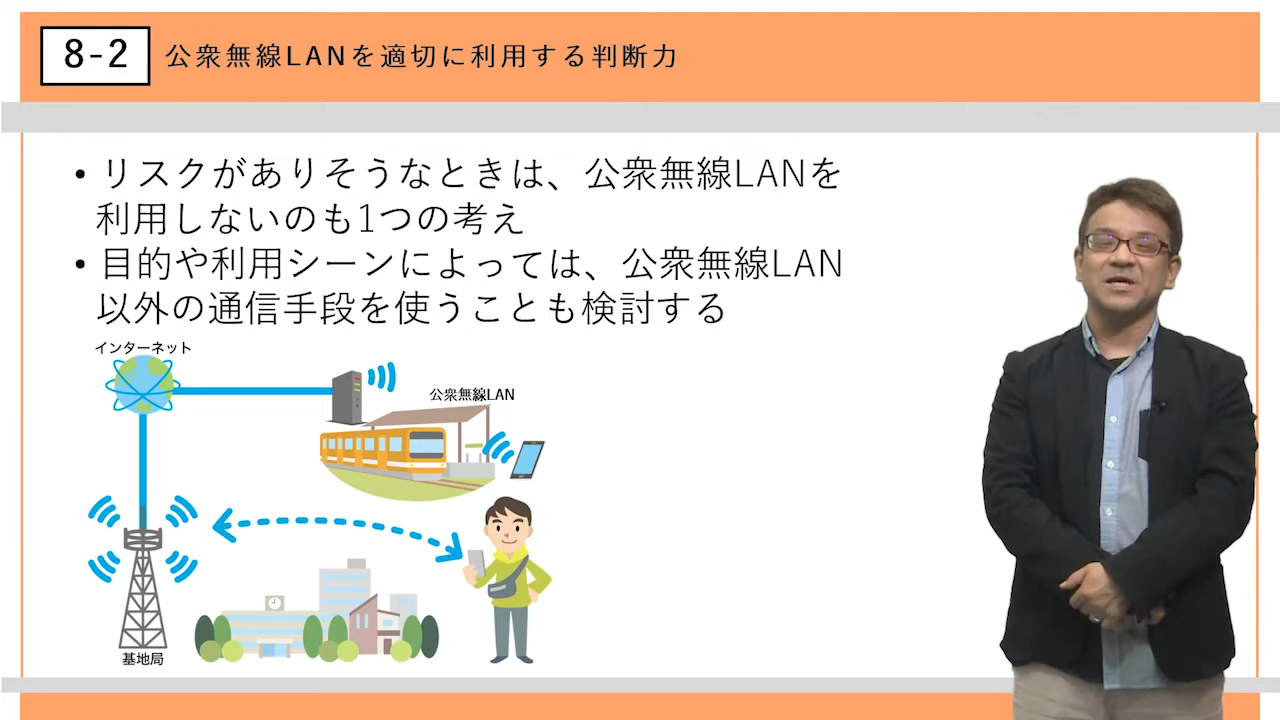 8-2
公衆無線LANを適切に利用する判断力
• リスクがありそうなときは、公衆無線LANを
利用しないのも1つの考え
• 目的や利用シーンによっては、公衆無線LAN
以外の通信手段を使うことも検討する
インターネット
公衆無線LAN
基地局